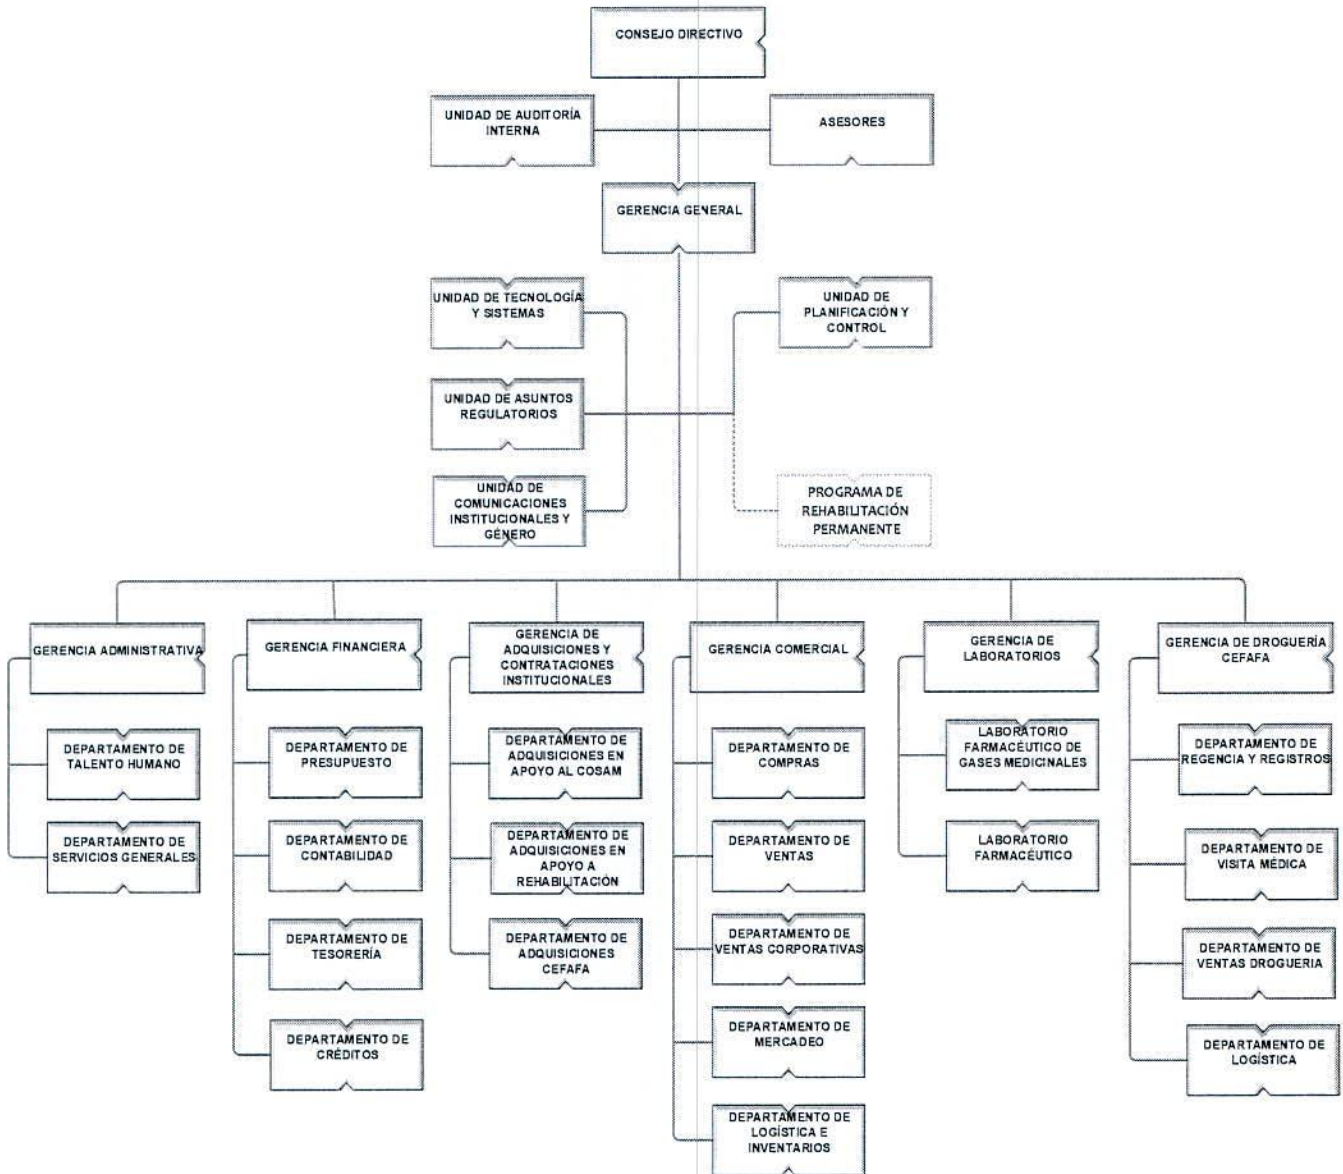 CONSEJO DIRECTIVO
UNIDAD DE AUDITORÍA
INTERNA
ASESORES
GERENCIA GENERAL
UNIDAD DE TECNOLOGÍA
Y SISTEMAS
UNIDAD DE
PLANIFICACIÓN Y
CONTROL
UNIDAD DE ASUNTOS
REGULATORIOS
UNIDAD DE
COMUNICACIONES
INSTITUCIONALES Y
GÉNERO
PROGRAMA DE
REHABILITACIÓN
PERMANENTE
GERENCIA ADMINISTRATIVA
DEPARTAMENTO DE
TALENTO HUMANO
DEPARTAMENTO DE
SERVICIOS GENERALES
GERENCIA FINANCIERA
DEPARTAMENTO DE
PRESUPUESTO
DEPARTAMENTO DE
CONTABILIDAD
DEPARTAMENTO DE
TESORERÍA
DEPARTAMENTO DE
CRÉDITOS
GERENCIA DE
ADQUISICIONES Y
CONTRATACIONES
INSTITUCIONALES
DEPARTAMENTO DE
ADQUISICIONES EN
APOYO AL COSAM
DEPARTAMENTO DE
ADQUISICIONES EN
APOYO A
REHABILITACIÓN
DEPARTAMENTO DE
ADQUISICIONES
CEFAFA
GERENCIA COMERCIAL
DEPARTAMENTO DE
COMPRAS
DEPARTAMENTO DE
VENTAS
DEPARTAMENTO DE
VENTAS CORPORATIVAS
DEPARTAMENTO DE
MERCADEO
DEPARTAMENTO DE
LOGÍSTICA E
INVENTARIOS
GERENCIA DE
LABORATORIOS
LABORATORIO
FARMACÉUTICO DE
GASES MEDICINALES
LABORATORIO
FARMACÉUTICO
GERENCIA DE DROGUERÍA
CEFAFA
DEPARTAMENTO DE
REGENCIA Y REGISTROS
DEPARTAMENTO DE
VISITA MÉDICA
DEPARTAMENTO DE
VENTAS DROGUERIA
DEPARTAMENTO DE
LOGÍSTICA